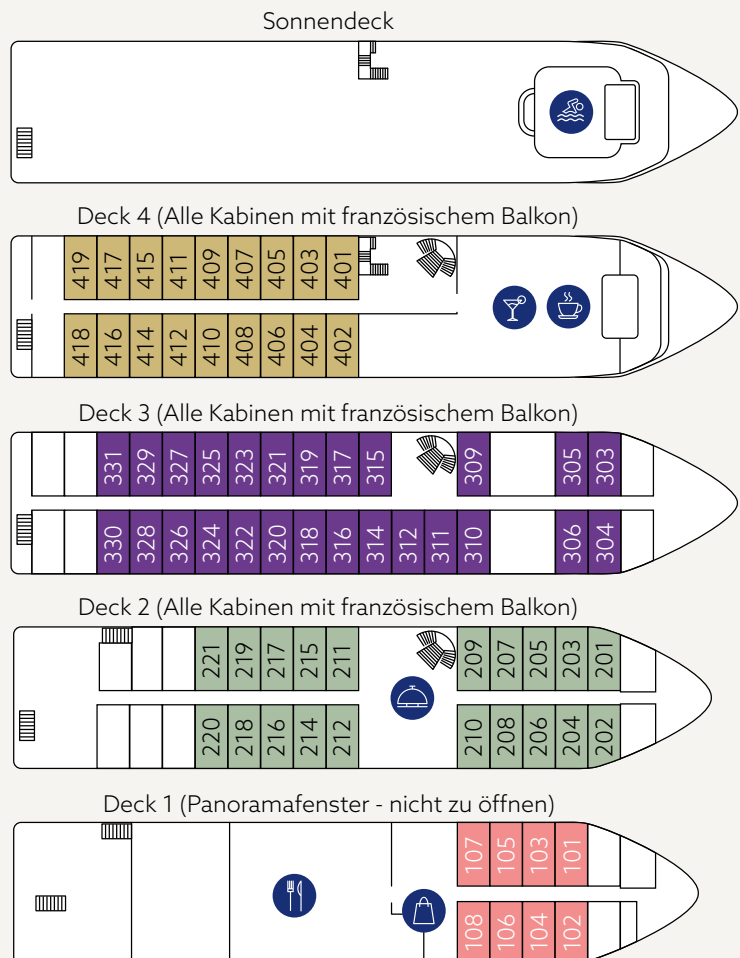 Sonnendeck
Deck 4 (Alle Kabinen mit französischem Balkon)
419 417 415 411 409 407 405 403 401
418 416 414 412 410 408 406 404 402
Deck 3 (Alle Kabinen mit französischem Balkon)
331 329 327 325 323 321 319 317 315 309 305 303
330 328 326 324 322 320 318 316 314 312 311 310 306 304
Deck 2 (Alle Kabinen mit französischem Balkon)
221 219 217 215 211 209 207 205 203 201
220 218 216 214 212 210 208 206 204 202
Deck 1 (Panoramafenster - nicht zu öffnen)
107 105 103 101
108 106 104 102